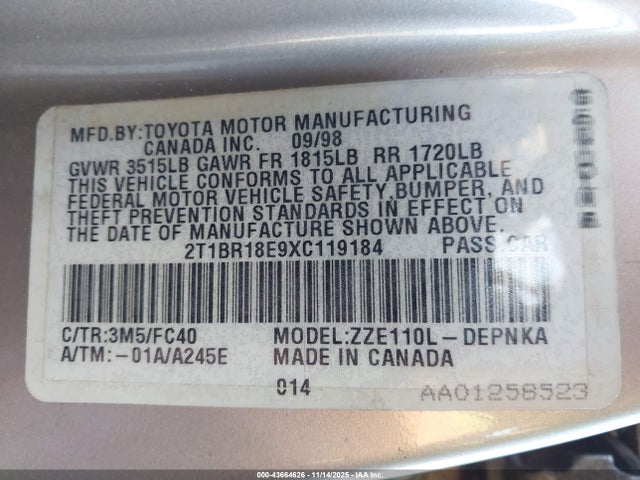 MFD.BY:TOYOTA MOTOR MANUFACTURING
CANADA INC. 09/98
GVWR 3515LB GAWR FR 1815LB RR 1720LB
THIS VEHICLE CONFORMS TO ALL APPLICABLE
FEDERAL MOTOR VEHICLE SAFETY, BUMPER, AND
THEFT PREVENTION STANDARDS IN EFFECT ON
THE DATE OF MANUFACTURE SHOWN ABOVE.
2T1BR18E9XC119184 PASS CAR
C/TR:3M5/FC40 MODEL:ZZE110L-DEPNKA
A/TM:-01A/A245E MADE IN CANADA
014
AA01258523
000-43664626 - 11/14/2025 - IAA Inc.